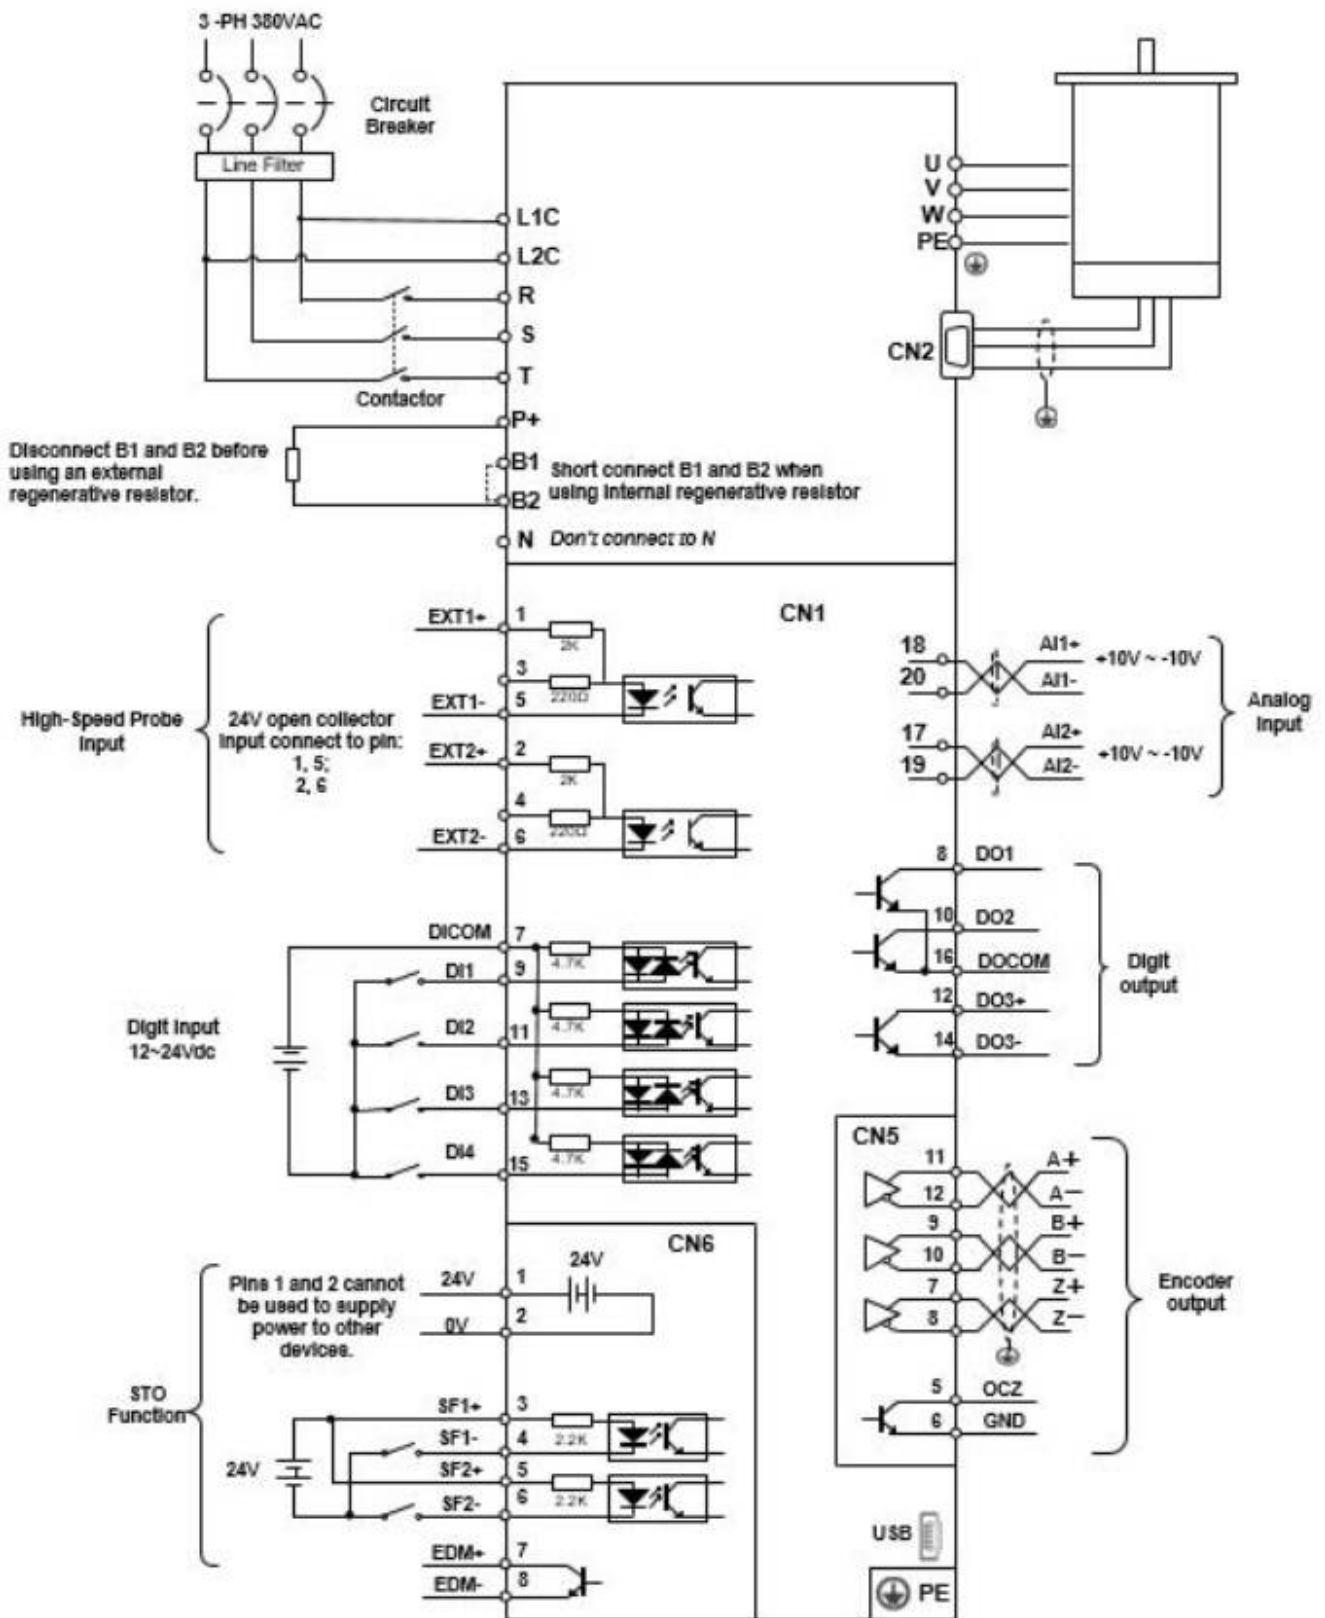 3 -PH 380VAC
Circuit
Breaker
Line Filter
L1C
L2C
R
S
T
Contactor
P+
B1
B2
N
Disconnect B1 and B2 before
using an external
regenerative resistor.
Short connect B1 and B2 when
using internal regenerative resistor
Don't connect to N
U
V
W
PE
CN2
CN1
High-Speed Probe
Input
24V open collector
input connect to pin:
1, 5;
2, 6
EXT1+
1
2K
3
220Ω
EXT1-
5
EXT2+
2
2K
4
220Ω
EXT2-
6
18
AI1+
+10V ~ -10V
20
AI1-
17
AI2+
+10V ~ -10V
19
AI2-
Analog
Input
8
DO1
10
DO2
16
DOCOM
12
DO3+
14
DO3-
Digit
output
Digit Input
12~24Vdc
DICOM
7
4.7K
DI1
9
4.7K
DI2
11
4.7K
DI3
13
4.7K
DI4
15
CN5
11
A+
12
A-
9
B+
10
B-
7
Z+
8
Z-
5
OCZ
6
GND
Encoder
output
CN6
24V
STO
Function
Pins 1 and 2 cannot
be used to supply
power to other
devices.
24V
1
0V
2
24V
SF1+
3
2.2K
SF1-
4
SF2+
5
2.2K
SF2-
6
EDM+
7
EDM-
8
USB
PE